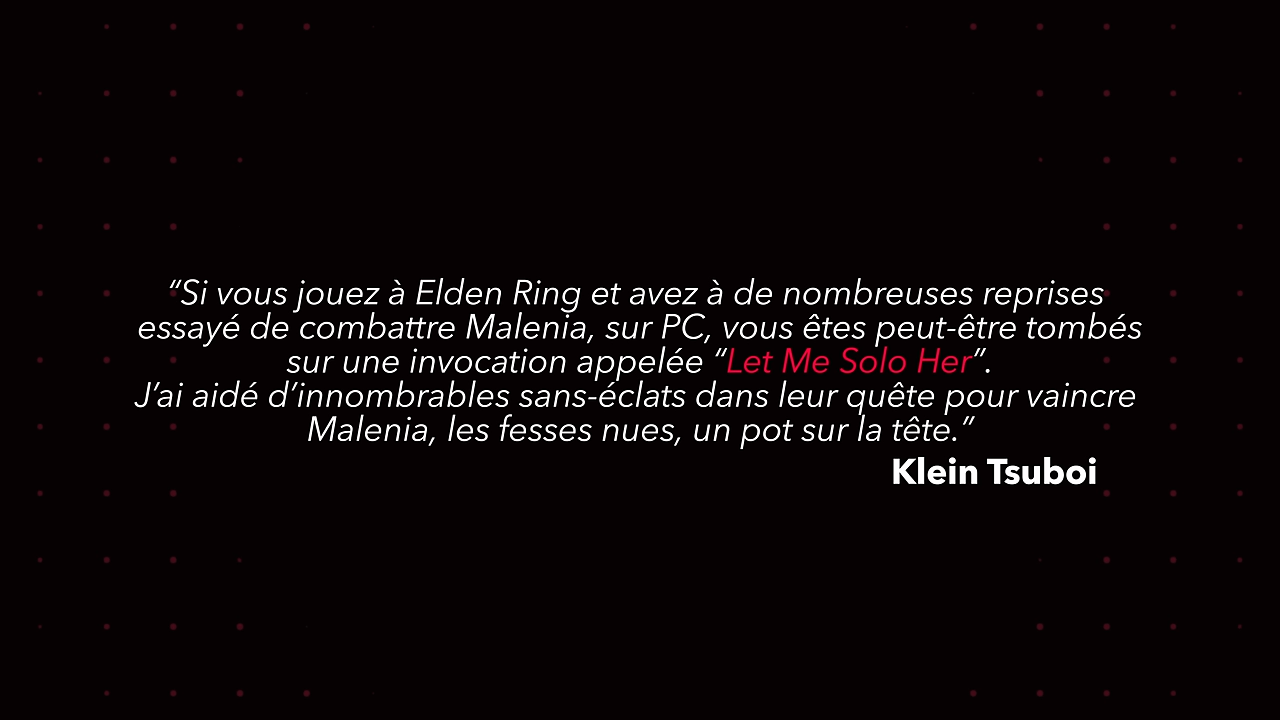 “Si vous jouez à Elden Ring et avez à de nombreuses reprises
essayé de combattre Malenia, sur PC, vous êtes peut-être tombés
sur une invocation appelée “Let Me Solo Her”.
J’ai aidé d’innombrables sans-éclats dans leur quête pour vaincre
Malenia, les fesses nues, un pot sur la tête.”
Klein Tsuboi